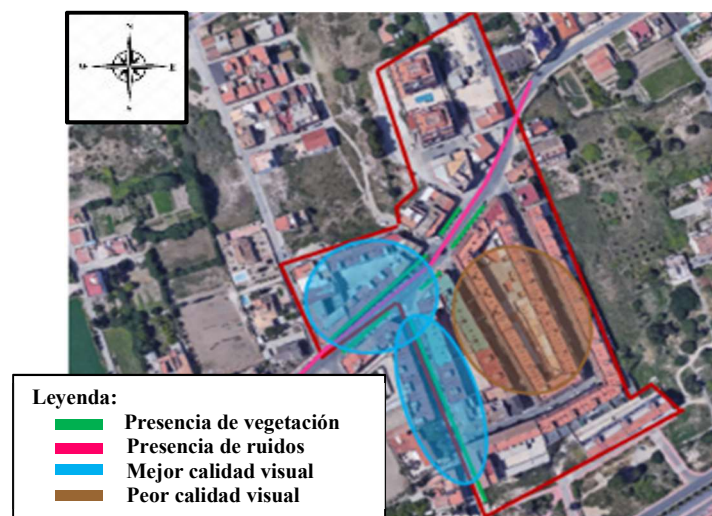 Leyenda:
Presencia de vegetación
Presencia de ruidos
Mejor calidad visual
Peor calidad visual